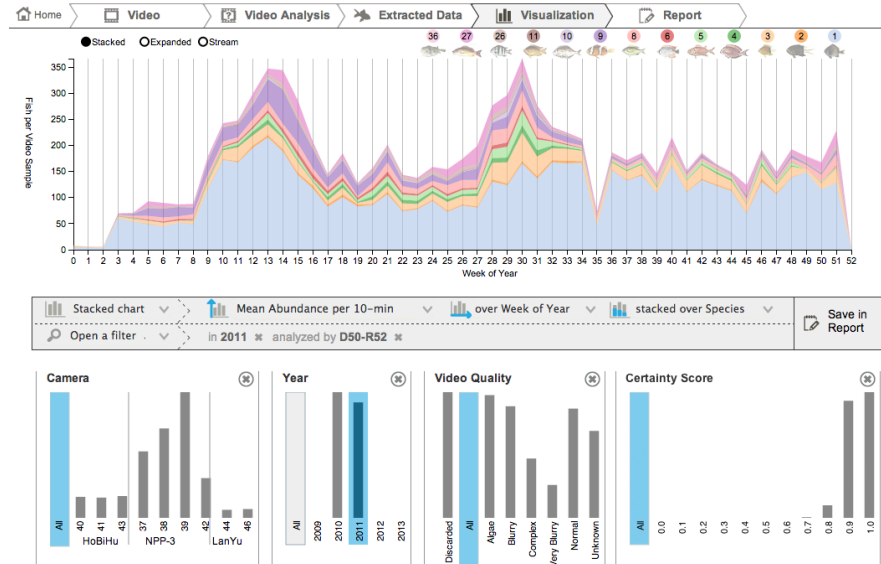 Home Video Video Analysis Extracted Data Visualization Report
Stacked Expanded Stream
36 27 26 11 10 9 8 6 5 4 3 2 1
Fish per Video Sample
350
300
250
200
150
100
50
0
0 1 2 3 4 5 6 7 8 9 10 11 12 13 14 15 16 17 18 19 20 21 22 23 24 25 26 27 28 29 30 31 32 33 34 35 36 37 38 39 40 41 42 43 44 45 46 47 48 49 50 51 52
Week of Year
Stacked chart Mean Abundance per 10-min over Week of Year stacked over Species
Save in
Report
Open a filter . in 2011 analyzed by D50-R52
Camera
All 40 41 43 37 38 39 42 44 46
HoBiHu NPP-3 LanYu
Year
All 2009 2010 2011 2012 2013
Video Quality
Discarded All Algae Blurry Complex Very Blurry Normal Unknown
Certainty Score
All 0.0 0.1 0.2 0.3 0.4 0.5 0.6 0.7 0.8 0.9 1.0